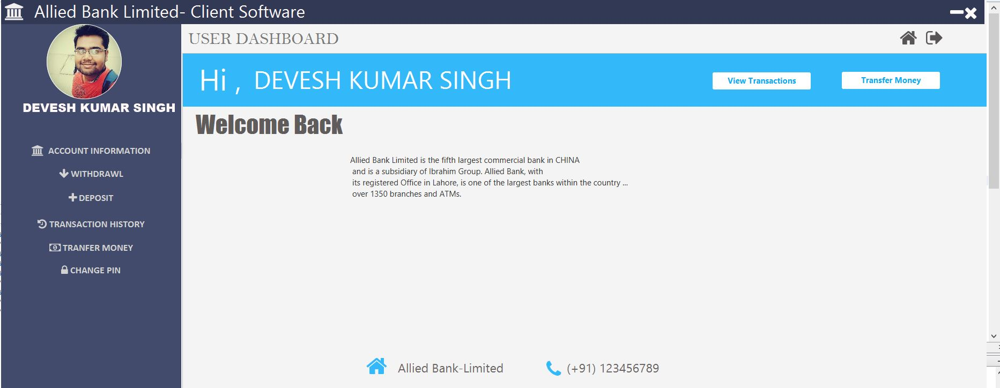 Allied Bank Limited- Client Software
USER DASHBOARD
DEVESH KUMAR SINGH
Hi , DEVESH KUMAR SINGH
View Transactions
Transfer Money
Welcome Back
ACCOUNT INFORMATION
WITHDRAWL
DEPOSIT
TRANSACTION HISTORY
TRANFER MONEY
CHANGE PIN
Allied Bank Limited is the fifth largest commercial bank in CHINA
and is a subsidiary of Ibrahim Group. Allied Bank, with
its registered Office in Lahore, is one of the largest banks within the country ...
over 1350 branches and ATMs.
Allied Bank-Limited
(+91) 123456789